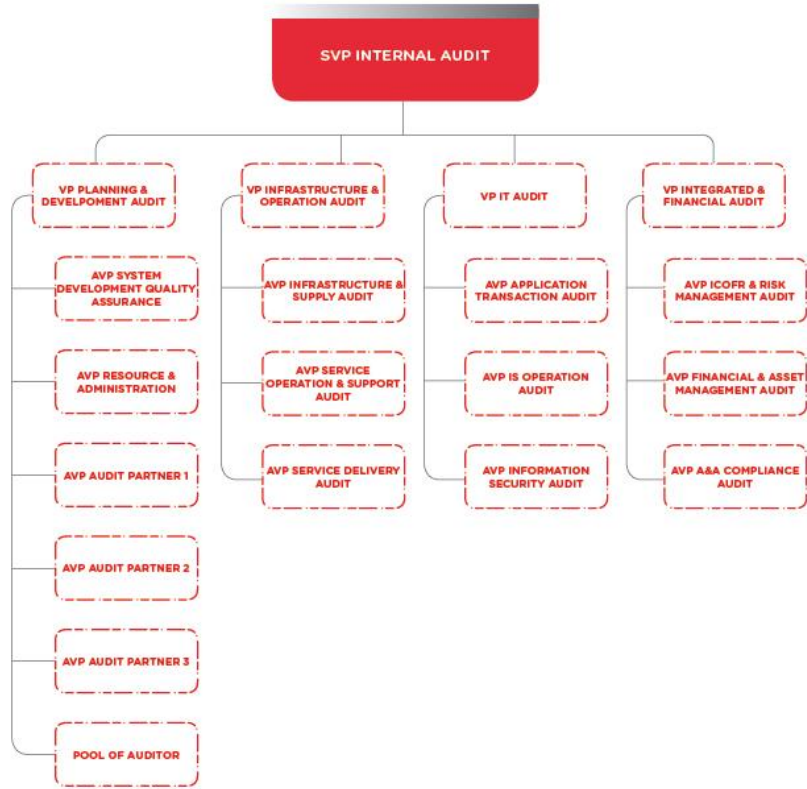 SVP INTERNAL AUDIT
VP PLANNING &
DEVELPOMENT AUDIT
AVP SYSTEM
DEVELOPMENT QUALITY
ASSURANCE
AVP RESOURCE &
ADMINISTRATION
AVP AUDIT PARTNER 1
AVP AUDIT PARTNER 2
AVP AUDIT PARTNER 3
POOL OF AUDITOR
VP INFRASTRUCTURE &
OPERATION AUDIT
AVP INFRASTRUCTURE &
SUPPLY AUDIT
AVP SERVICE
OPERATION & SUPPORT
AUDIT
AVP SERVICE DELIVERY
AUDIT
VP IT AUDIT
AVP APPLICATION
TRANSACTION AUDIT
AVP IS OPERATION
AUDIT
AVP INFORMATION
SECURITY AUDIT
VP INTEGRATED &
FINANCIAL AUDIT
AVP ICOFR & RISK
MANAGEMENT AUDIT
AVP FINANCIAL & ASSET
MANAGEMENT AUDIT
AVP A&A COMPLIANCE
AUDIT